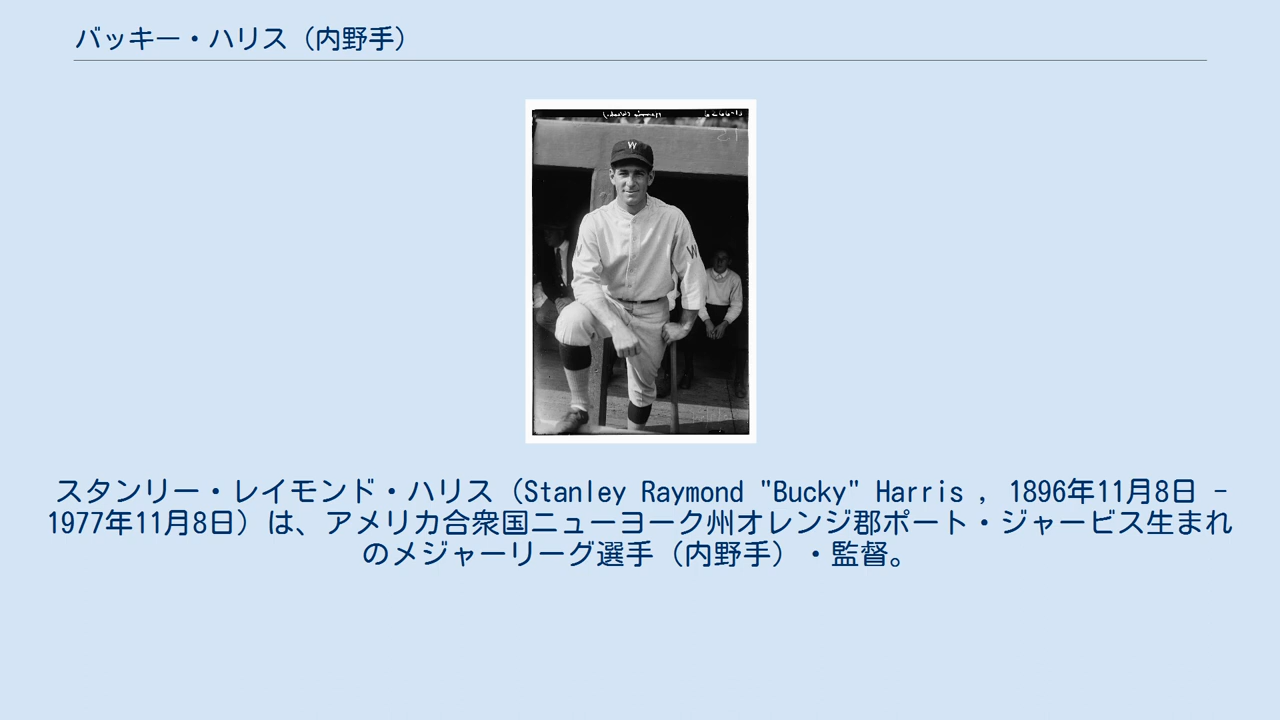 バッキー・ハリス（内野手）
W
W
スタンリー・レイモンド・ハリス（Stanley Raymond "Bucky" Harris , 1896年11月8日 -
1977年11月8日）は、アメリカ合衆国ニューヨーク州オレンジ郡ポート・ジャービス生まれ
のメジャーリーグ選手（内野手）・監督。